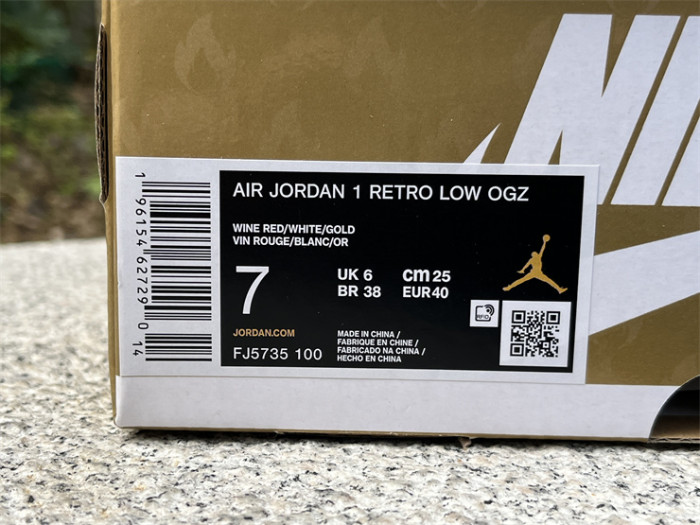 NIK
AIR JORDAN 1 RETRO LOW OGZ
WINE RED/WHITE/GOLD
VIN ROUGE/BLANC/OR
7
UK 6 cm 25
BR 38 EUR 40
RFID
JORDAN.COM
FJ5735 100
MADE IN CHINA /
FABRIQUE EN CHINE /
FABRICADO NA CHINA /
HECHO EN CHINA
1 96154 62729 0 14